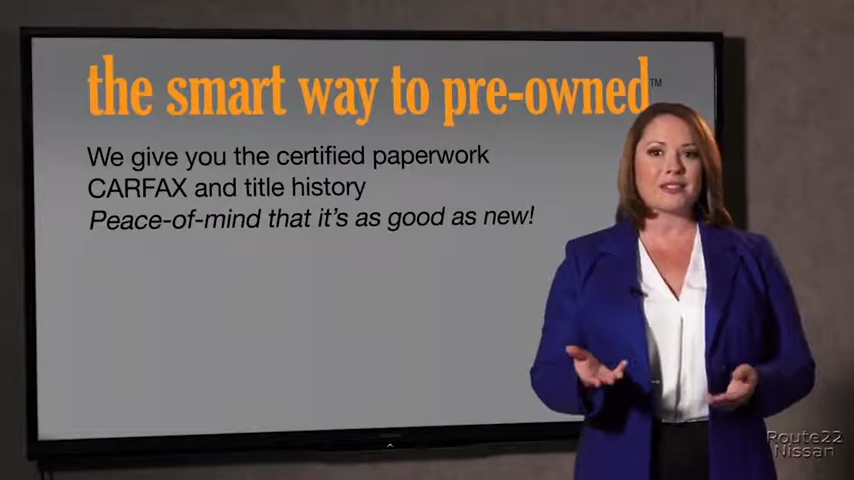 the smart way to pre-owned™
We give you the certified paperwork
CARFAX and title history
Peace-of-mind that it's as good as new!
Route22
Nissan